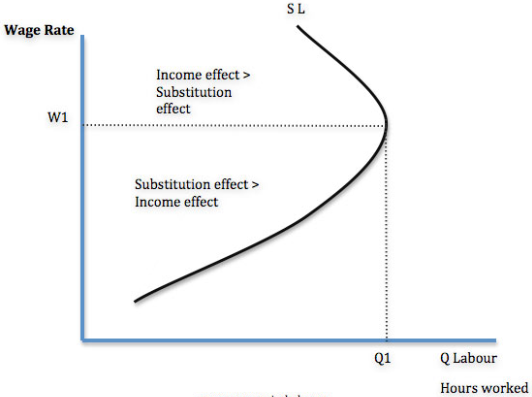 S L
Wage Rate
Income effect >
Substitution
effect
W1
Substitution effect >
Income effect
Q1
Q Labour
Hours worked